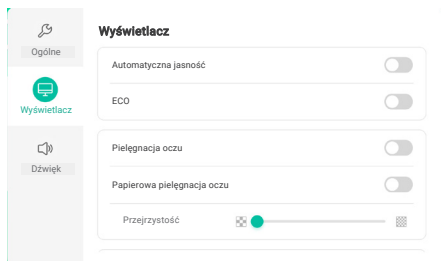 Wyświetlacz
Ogólne
Automatyczna jasność
ECO
Wyświetlacz
Pielęgnacja oczu
Dźwięk
Papierowa pielęgnacja oczu
Przejrzystość